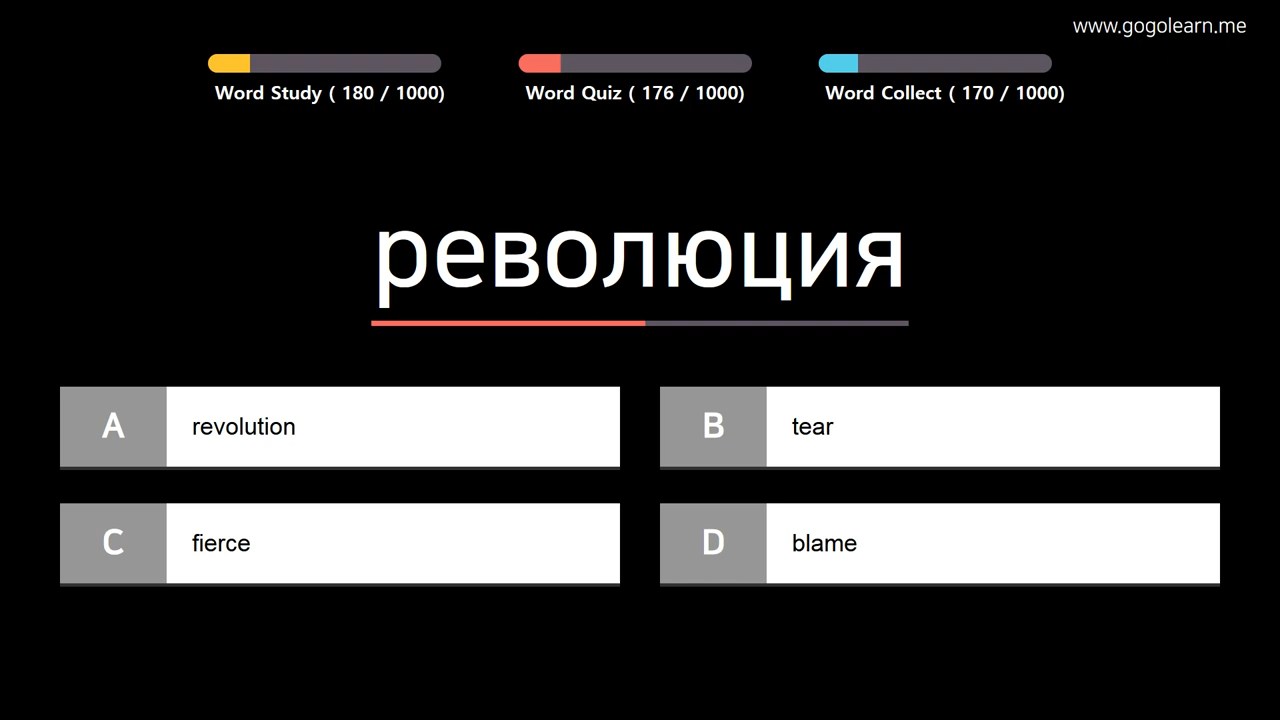 www.gogolearn.me
Word Study ( 180 / 1000)
Word Quiz ( 176 / 1000)
Word Collect ( 170 / 1000)
революция
A revolution
B tear
C fierce
D blame